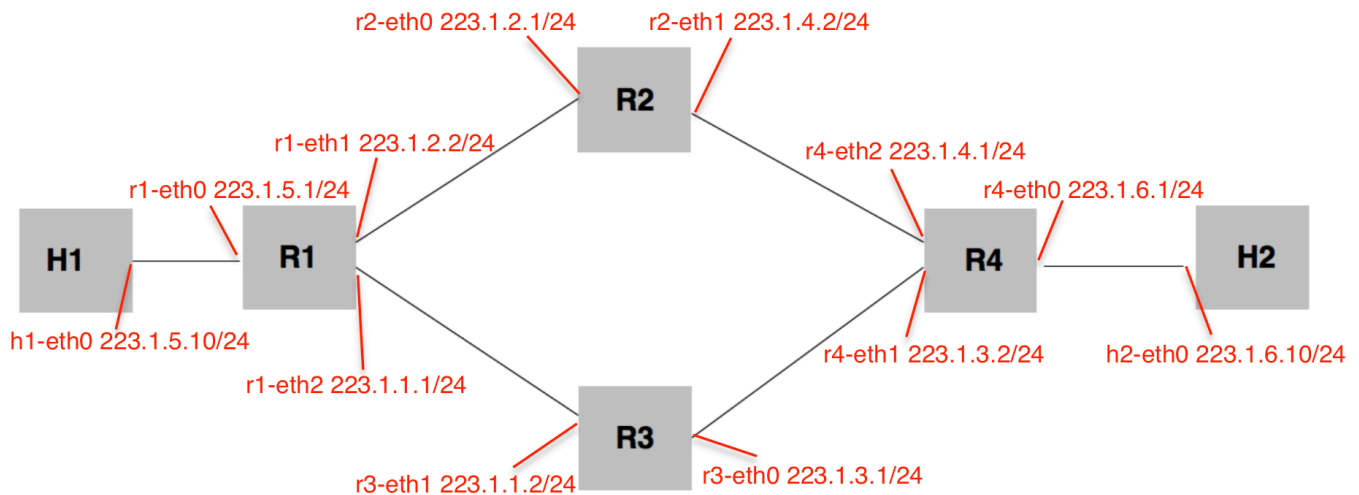 r2-eth0 223.1.2.1/24
r2-eth1 223.1.4.2/24
R2
r1-eth1 223.1.2.2/24
r4-eth2 223.1.4.1/24
r1-eth0 223.1.5.1/24
r4-eth0 223.1.6.1/24
H1
R1
R4
H2
h1-eth0 223.1.5.10/24
r4-eth1 223.1.3.2/24
h2-eth0 223.1.6.10/24
r1-eth2 223.1.1.1/24
R3
r3-eth1 223.1.1.2/24
r3-eth0 223.1.3.1/24